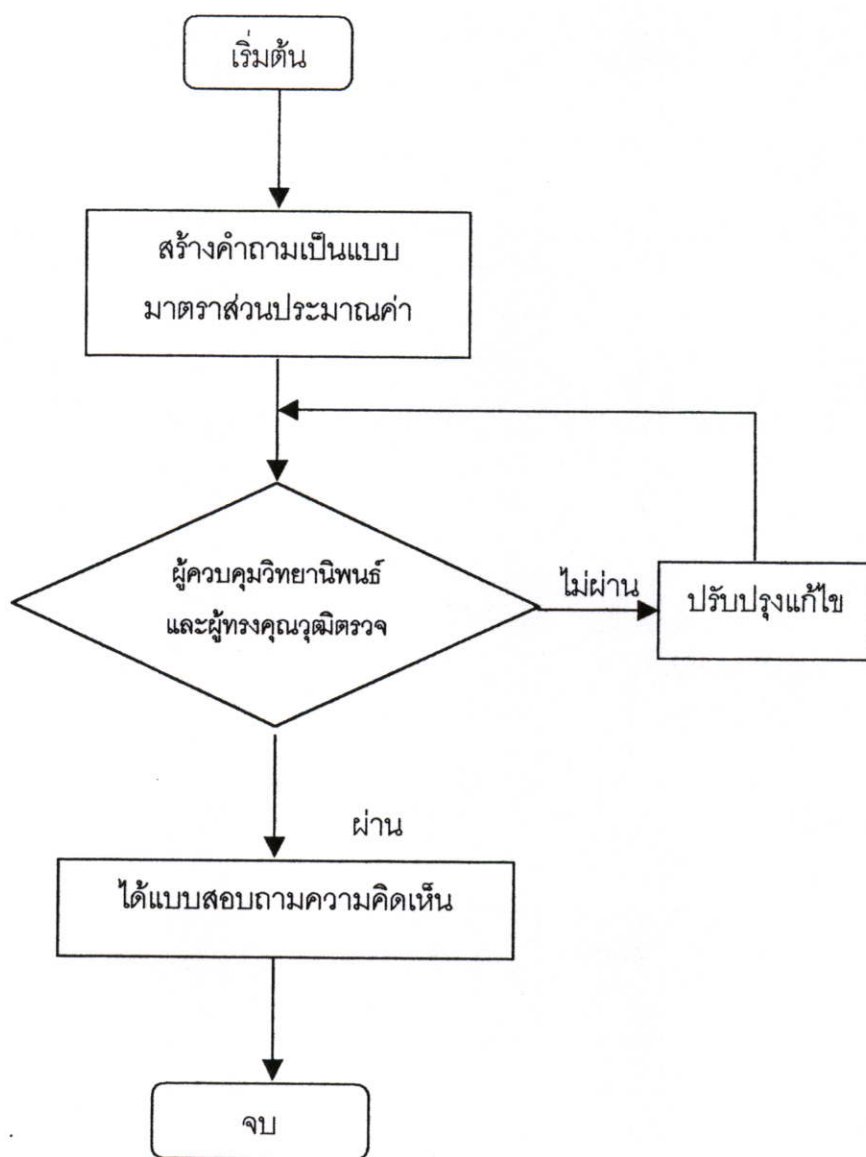 เริ่มต้น
สร้างคำถามเป็นแบบ
มาตราส่วนประมาณค่า
ผู้ควบคุมวิทยานิพนธ์
และผู้ทรงคุณวุฒิตรวจ
ไม่ผ่าน
ปรับปรุงแก้ไข
ผ่าน
ได้แบบสอบถามความคิดเห็น
จบ